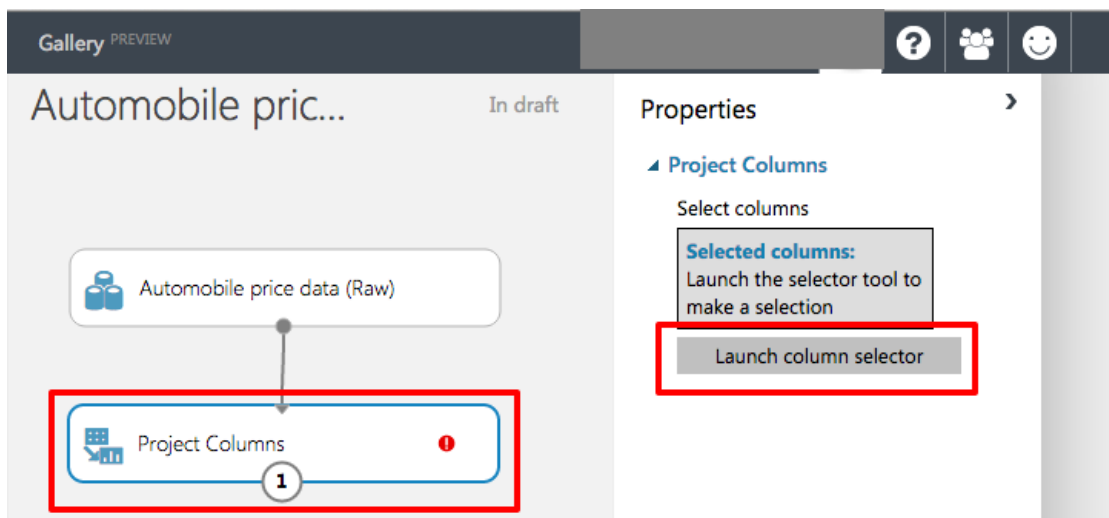 Gallery PREVIEW
?
Automobile pric...
In draft
Properties
Project Columns
Select columns
Selected columns:
Launch the selector tool to
make a selection
Launch column selector
Automobile price data (Raw)
Project Columns
1